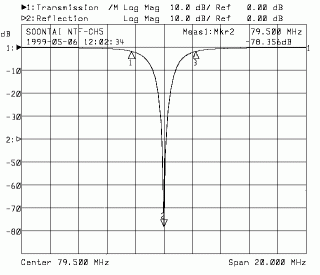 ▷1:Transmission /M Log Mag 10.0 dB/ Ref 0.00 dB
▷2:Reflection Log Mag 10.0 dB/ Ref 0.00 dB
dB
SOONTAI NTF-CH5 Meas1:Mkr2 79.500 MHz
1999-05-06 12:02:34 -78.356dB
1:
1
1
3
-10
-20
-30
2:
-50
-60
-70
2
-80
Center 79.500 MHz Span 20.000 MHz